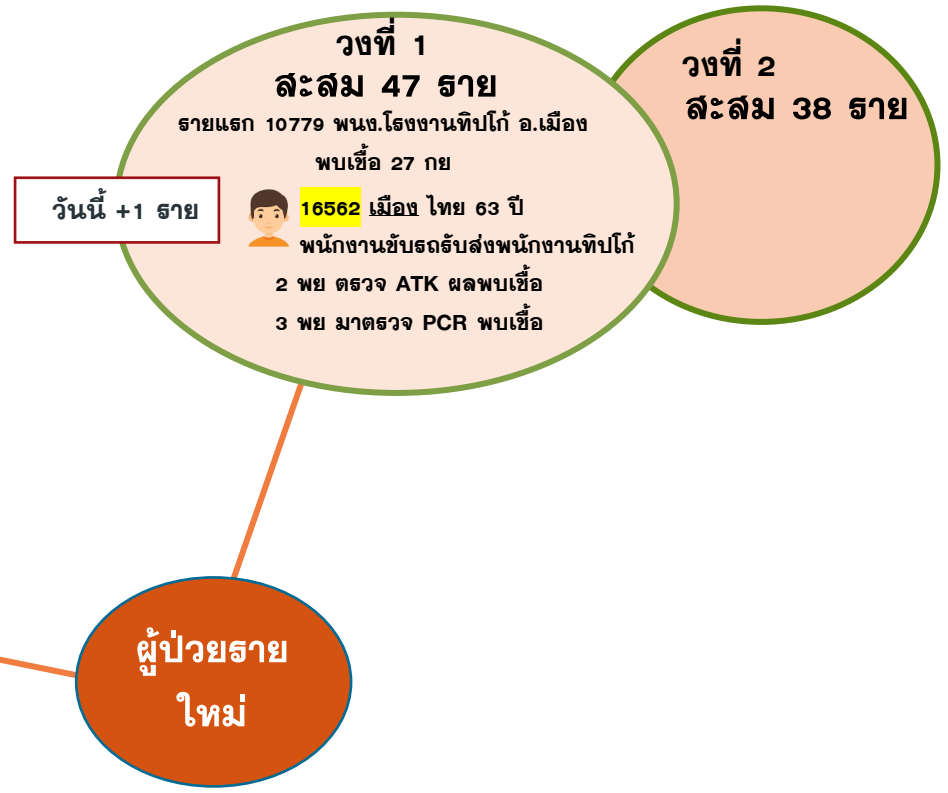 วงที่ 1
สะสม 47 ราย
รายแรก 10779 พนง.โรงงานทิปโก้ อ.เมือง
พบเชื้อ 27 กย
วันนี้ +1 ราย
16562 เมือง ไทย 63 ปี
พนักงานขับรถรับส่งพนักงานทิปโก้
2 พย ตรวจ ATK ผลพบเชื้อ
3 พย มาตรวจ PCR พบเชื้อ
วงที่ 2
สะสม 38 ราย
ผู้ป่วยราย
ใหม่